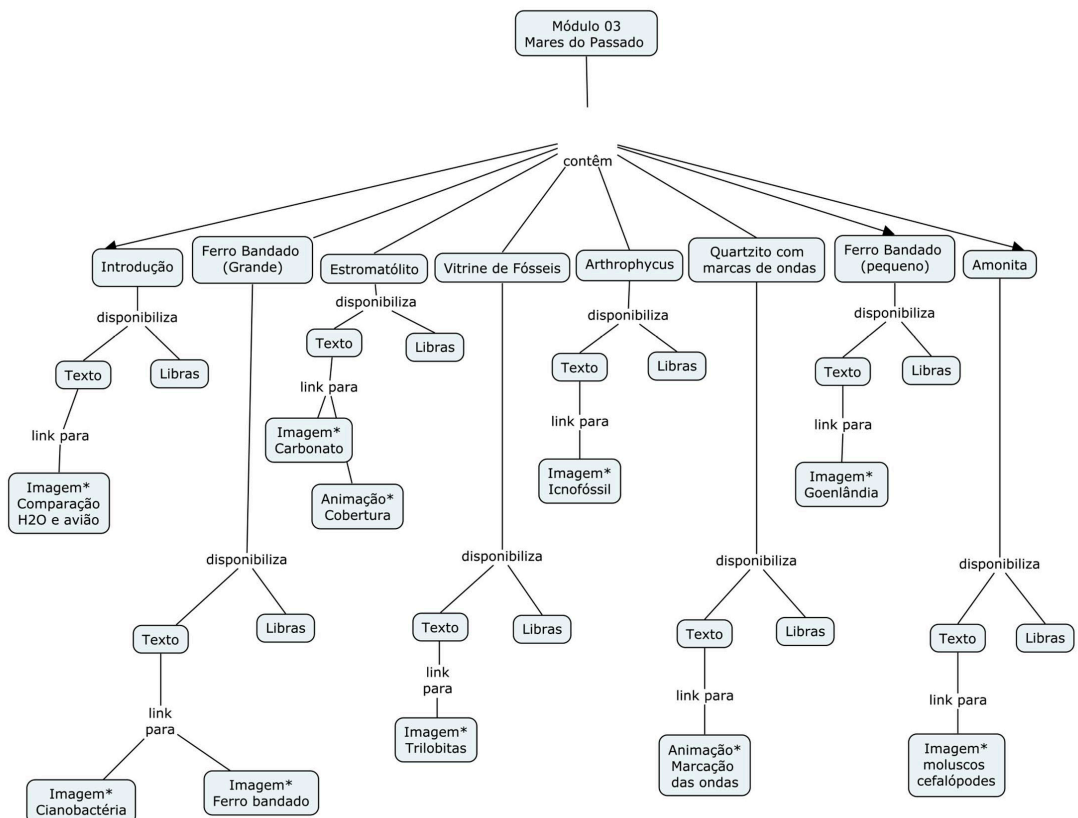 Módulo 03
Mares do Passado
contêm
Introdução
Ferro Bandado
(Grande)
Estromatólito
Vitrine de Fósseis
Arthrophycus
Quartzito com
marcas de ondas
Ferro Bandado
(pequeno)
Amonita
disponibiliza
Texto
Libras
link para
Imagem*
Comparação
H2O e avião
disponibiliza
Texto
Libras
link
para
Imagem*
Cianobactéria
Imagem*
Ferro bandado
disponibiliza
Texto
Libras
link para
Imagem*
Carbonato
Animação*
Cobertura
disponibiliza
Texto
Libras
link
para
Imagem*
Trilobitas
disponibiliza
Texto
Libras
link para
Imagem*
Icnofóssil
disponibiliza
Texto
Libras
link para
Animação*
Marcação
das ondas
disponibiliza
Texto
Libras
link para
Imagem*
Goenlândia
disponibiliza
Texto
Libras
link para
Imagem*
moluscos
cefalópodes